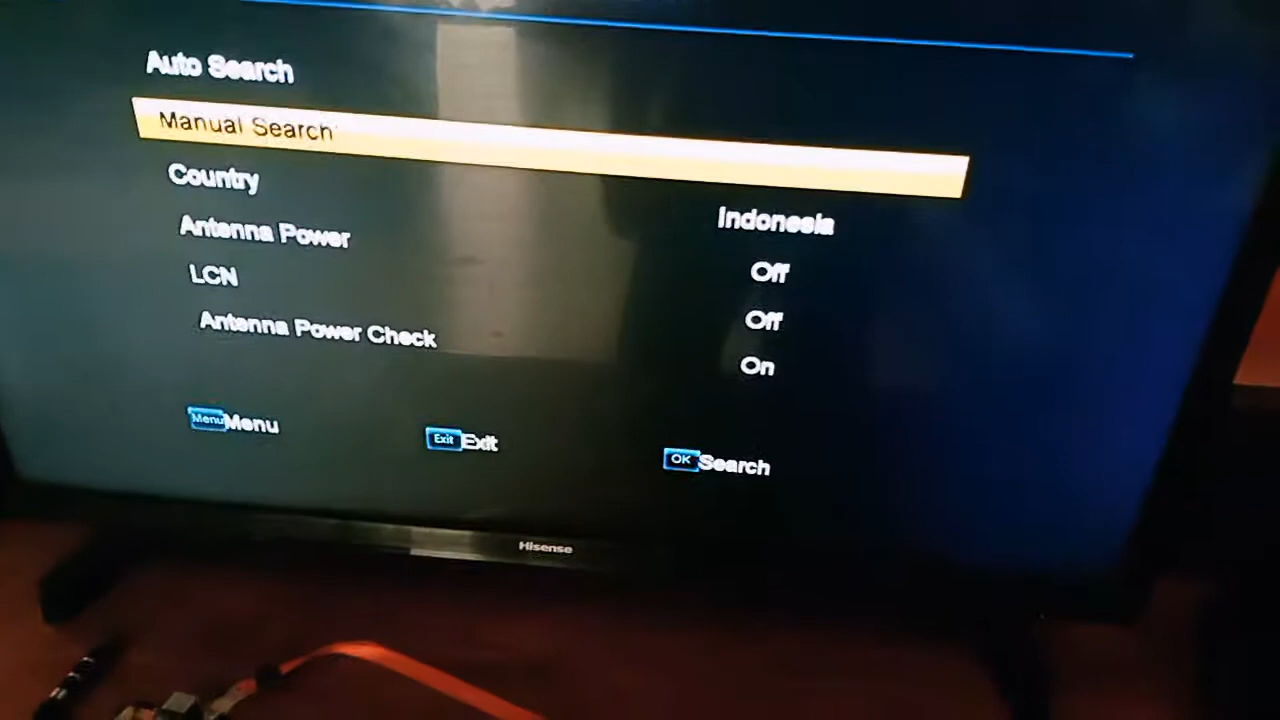 Auto Search
Manual Search
Country Indonesia
Antenna Power Off
LCN Off
Antenna Power Check On
Menu Menu Exit Exit OK Search
Hisense